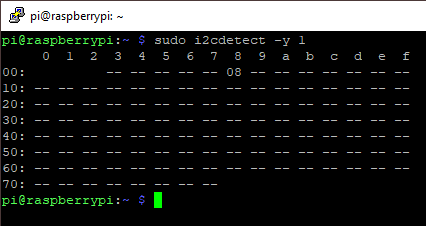 pi@raspberrypi: ~
pi@raspberrypi:~ $ sudo i2cdetect -y 1
     0  1  2  3  4  5  6  7  8  9  a  b  c  d  e  f
00:          -- -- -- -- -- 08 -- -- -- -- -- -- --
10: -- -- -- -- -- -- -- -- -- -- -- -- -- -- -- --
20: -- -- -- -- -- -- -- -- -- -- -- -- -- -- -- --
30: -- -- -- -- -- -- -- -- -- -- -- -- -- -- -- --
40: -- -- -- -- -- -- -- -- -- -- -- -- -- -- -- --
50: -- -- -- -- -- -- -- -- -- -- -- -- -- -- -- --
60: -- -- -- -- -- -- -- -- -- -- -- -- -- -- -- --
70: -- -- -- -- -- -- -- --
pi@raspberrypi:~ $